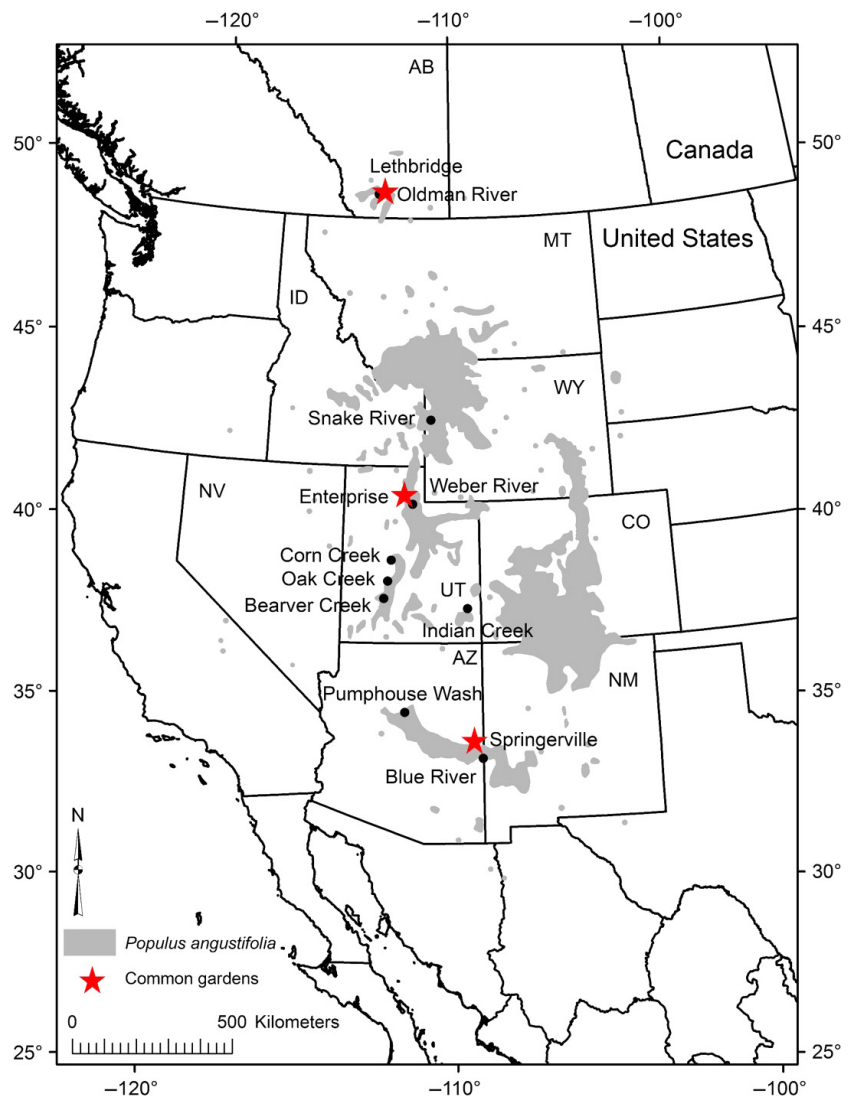 −120° −110° −100°
AB
50° 50°
Canada
Lethbridge
Oldman River
MT United States
ID
45° 45°
WY
Snake River
NV Enterprise Weber River
40° 40°
CO
Corn Creek
Oak Creek
UT
Bearver Creek
Indian Creek
AZ
NM
35° 35°
Pumphouse Wash
Springerville
Blue River
N
30° 30°
Populus angustifolia
Common gardens
0 500 Kilometers
25° 25°
−120° −110° −100°